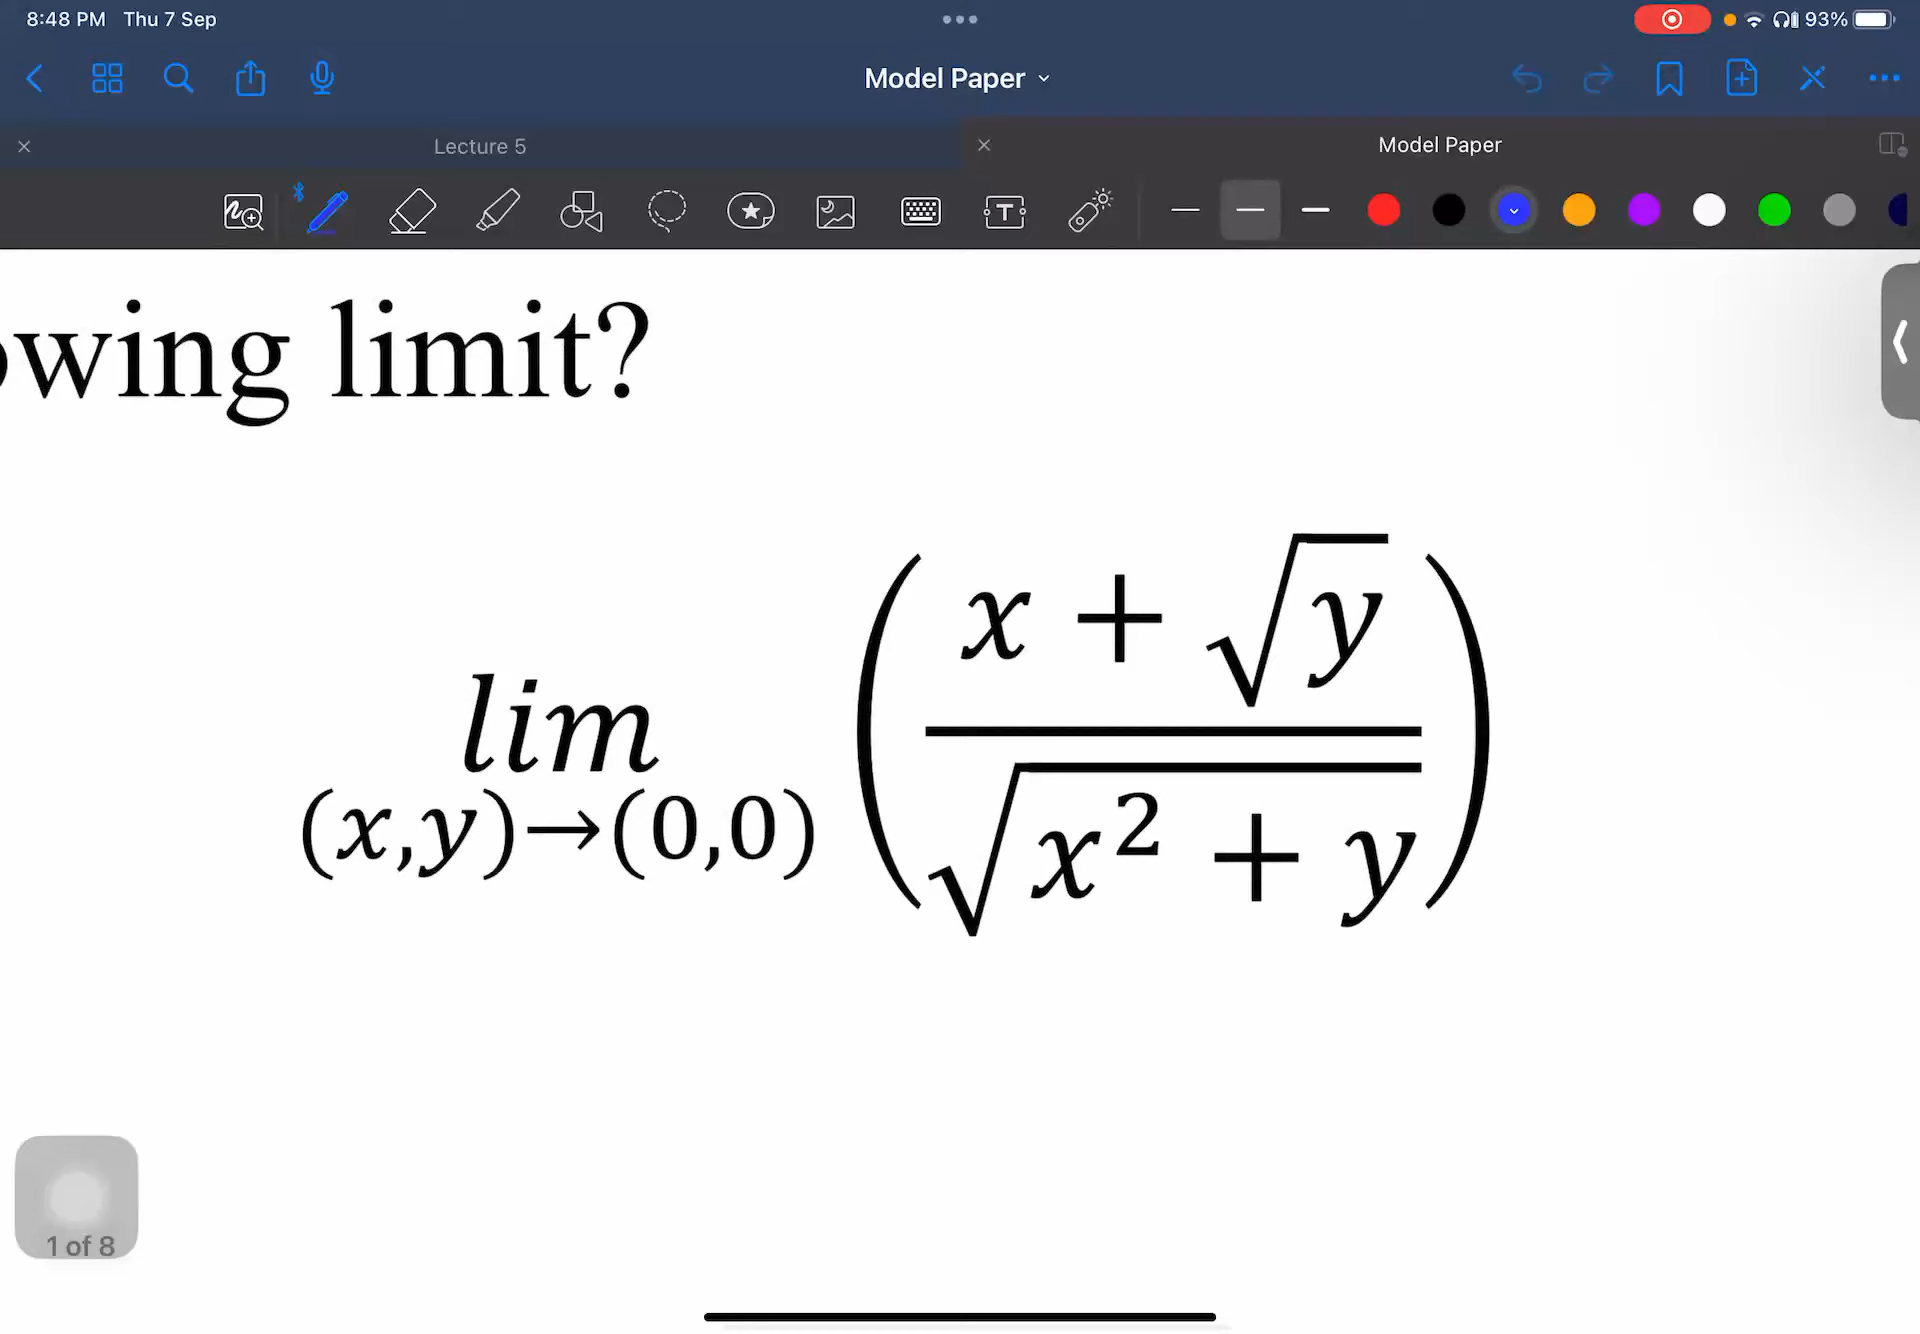 8:48 PM Thu 7 Sep
93%
Model Paper
Lecture 5
Model Paper
owing limit?
x + √y
lim
(x,y)→(0,0)
√x² + y
1 of 8